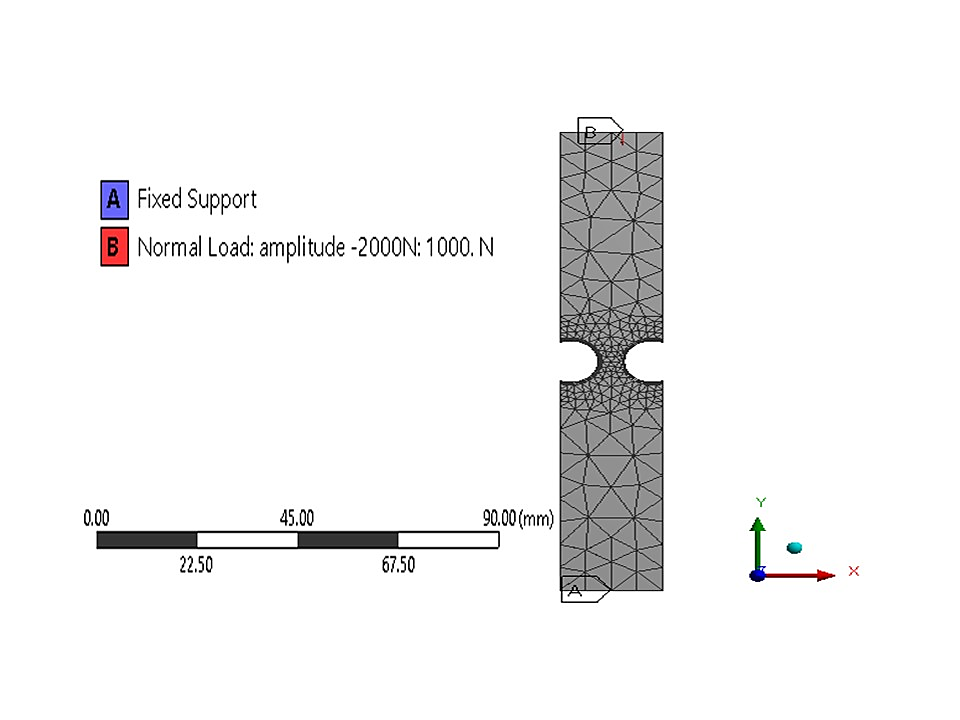 B
A Fixed Support
B Normal Load: amplitude -2000N: 1000. N
0.00 45.00 90.00 (mm)
22.50 67.50
A
Y
Z
X